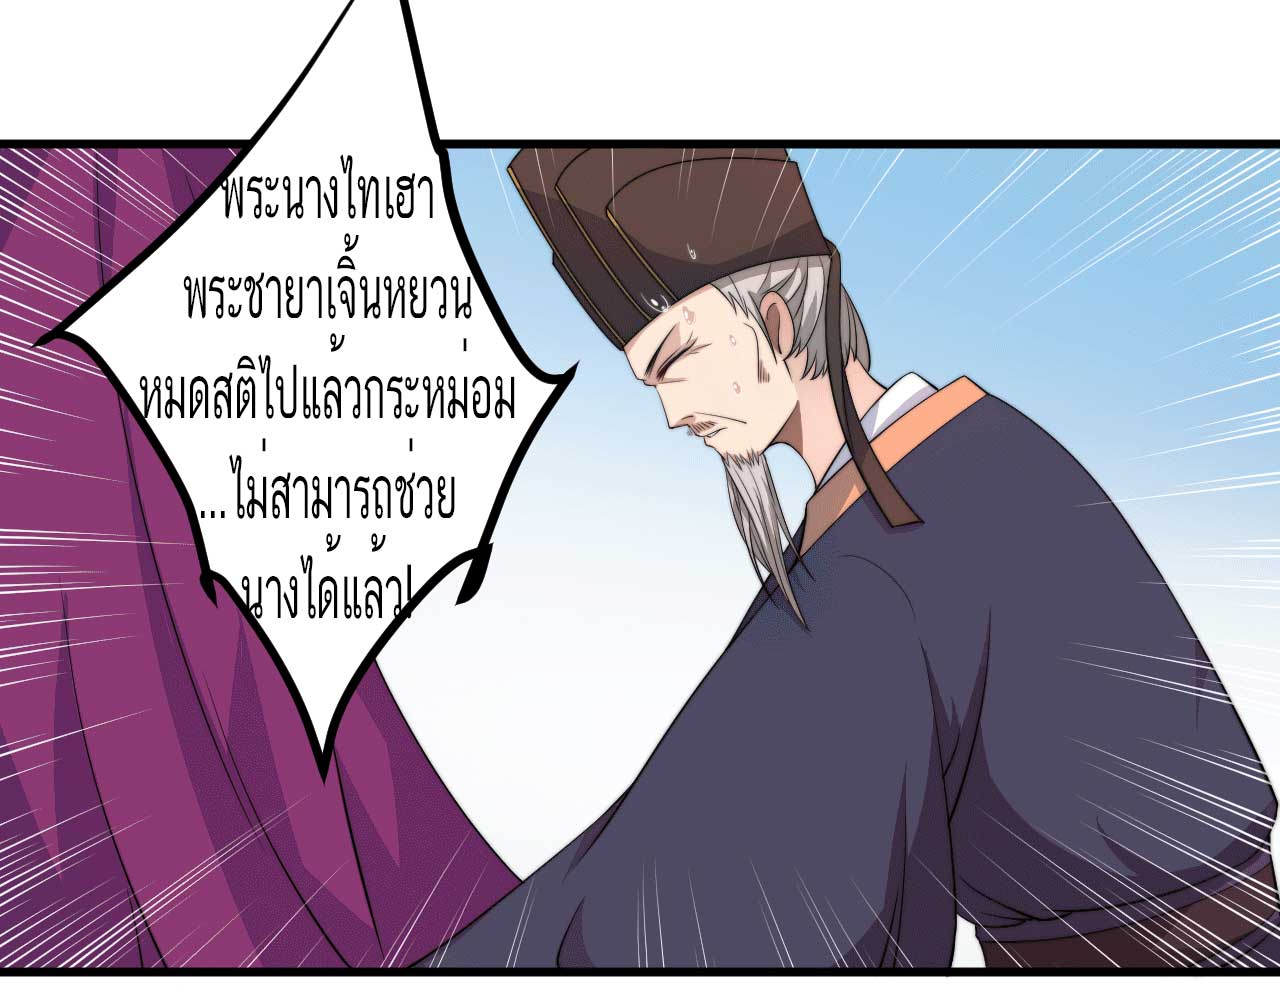 พระนางไทเฮา
พระชายาเจิ้นหยวน
หมดสติไปแล้วกระหม่อม
...ไม่สามารถช่วย
นางได้แล้ว!